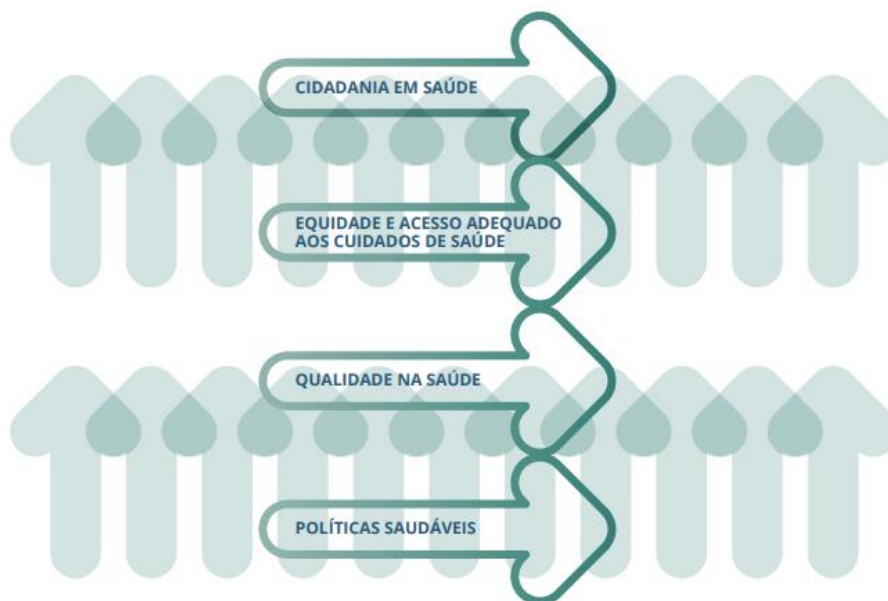 CIDADANIA EM SAÚDE
EQUIDADE E ACESSO ADEQUADO
AOS CUIDADOS DE SAÚDE
QUALIDADE NA SAÚDE
POLÍTICAS SAUDÁVEIS